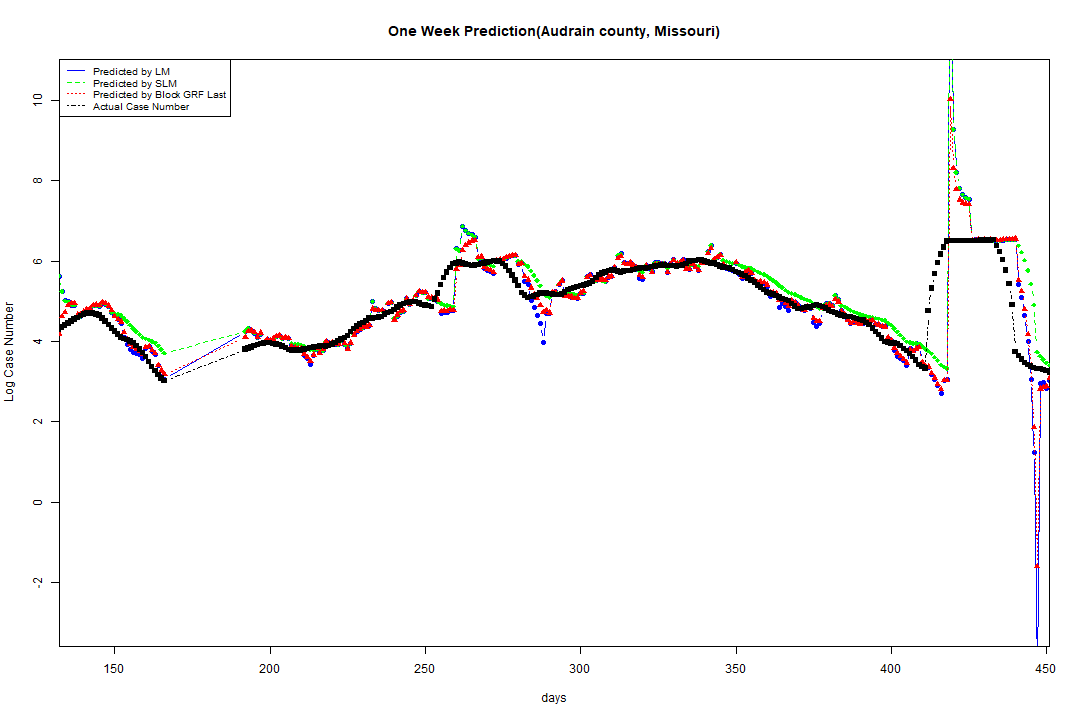 One Week Prediction(Audrain county, Missouri)
Predicted by LM
Predicted by SLM
Predicted by Block GRF Last
Actual Case Number
Log Case Number
10
8
6
4
2
0
-2
150 200 250 300 350 400 450
days